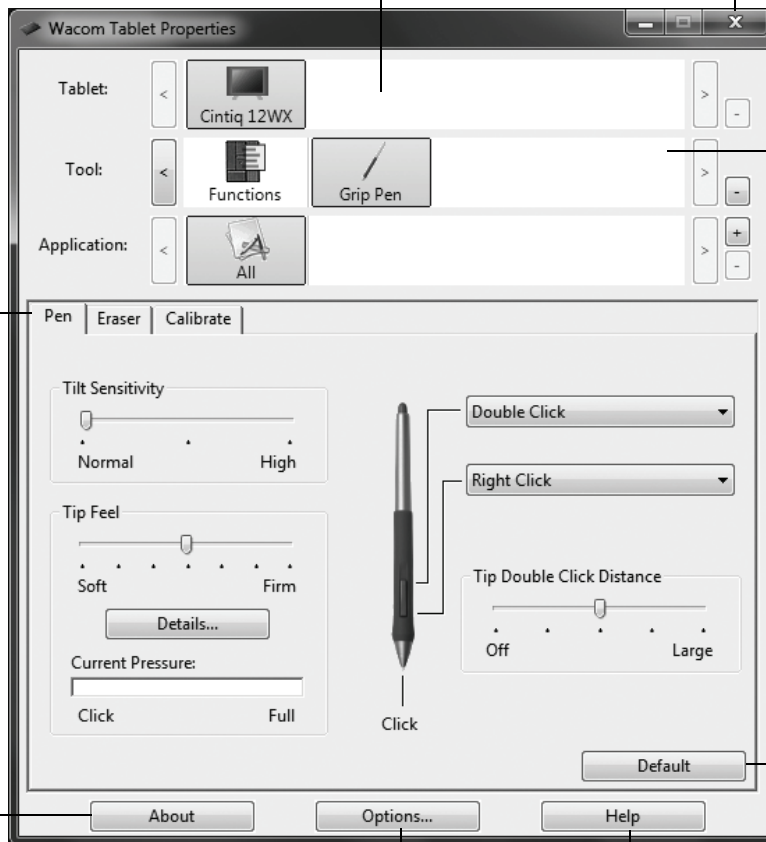 Wacom Tablet Properties
Tablet:
<
Cintiq 12WX
>
-
Tool:
<
Functions
Grip Pen
>
-
Application:
<
All
>
+
-
Pen Eraser Calibrate
Tilt Sensitivity
Normal High
Double Click
Right Click
Tip Feel
Soft Firm
Details...
Current Pressure:
Click Full
Click
Tip Double Click Distance
Off Large
Default
About Options... Help